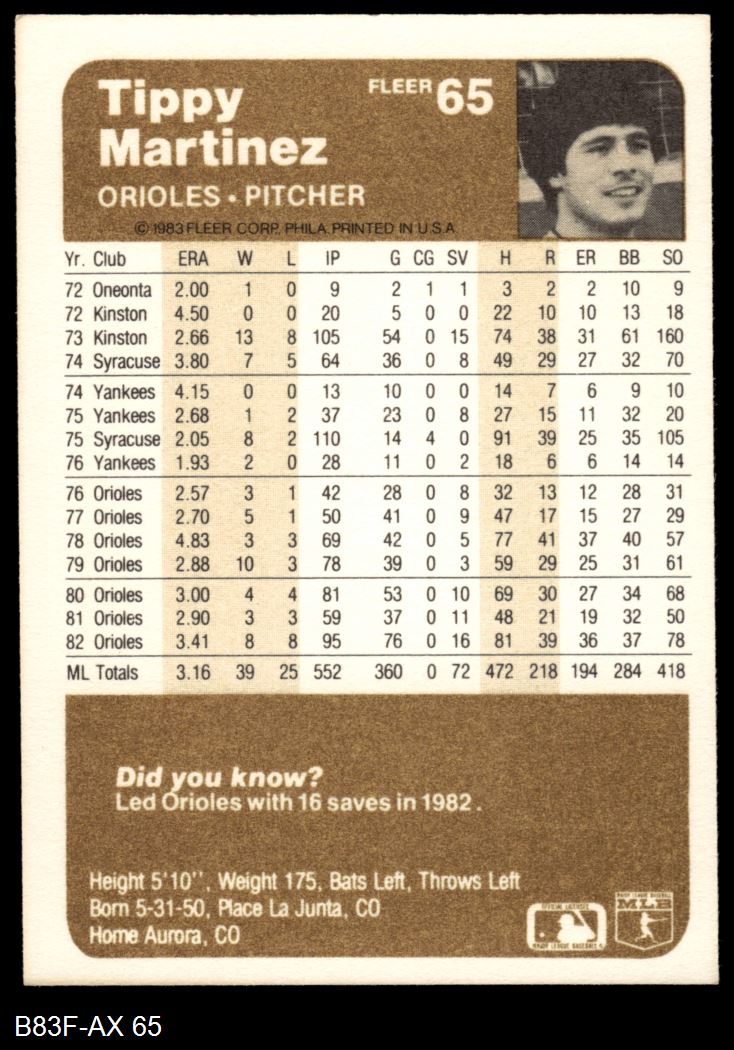 Tippy
Martinez
FLEER 65
ORIOLES • PITCHER
© 1983 FLEER CORP. PHILA. PRINTED IN U.S.A.
Yr. Club ERA W L IP G CG SV H R ER BB SO
72 Oneonta 2.00 1 0 9 2 1 1 3 2 2 10 9
72 Kinston 4.50 0 0 20 5 0 0 22 10 10 13 18
73 Kinston 2.66 13 8 105 54 0 15 74 38 31 61 160
74 Syracuse 3.80 7 5 64 36 0 8 49 29 27 32 70
74 Yankees 4.15 0 0 13 10 0 0 14 7 6 9 10
75 Yankees 2.68 1 2 37 23 0 8 27 15 11 32 20
75 Syracuse 2.05 8 2 110 14 4 0 91 39 25 35 105
76 Yankees 1.93 2 0 28 11 0 2 18 6 6 14 14
76 Orioles 2.57 3 1 42 28 0 8 32 13 12 28 31
77 Orioles 2.70 5 1 50 41 0 9 47 17 15 27 29
78 Orioles 4.83 3 3 69 42 0 5 77 41 37 40 57
79 Orioles 2.88 10 3 78 39 0 3 59 29 25 31 61
80 Orioles 3.00 4 4 81 53 0 10 69 30 27 34 68
81 Orioles 2.90 3 3 59 37 0 11 48 21 19 32 50
82 Orioles 3.41 8 8 95 76 0 16 81 39 36 37 78
ML Totals 3.16 39 25 552 360 0 72 472 218 194 284 418
Did you know?
Led Orioles with 16 saves in 1982.
Height 5'10'', Weight 175, Bats Left, Throws Left
Born 5-31-50, Place La Junta, CO
Home Aurora, CO
OFFICIAL LICENSEE
MAJOR LEAGUE BASEBALL
MAJOR LEAGUE BASEBALL
MLB
B83F-AX 65